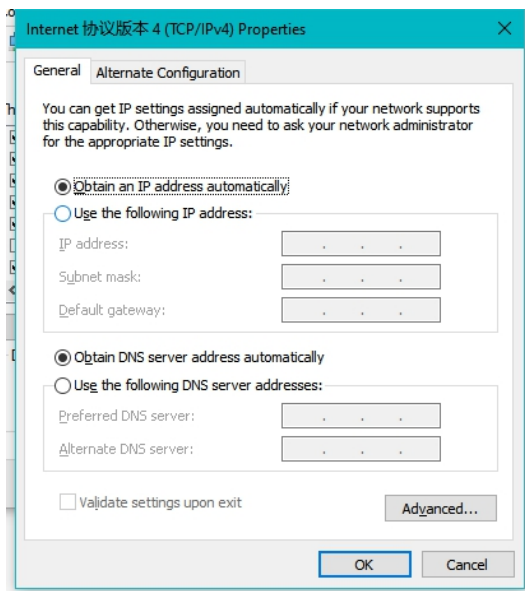 Internet 协议版本 4 (TCP/IPv4) Properties
General
Alternate Configuration
You can get IP settings assigned automatically if your network supports
this capability. Otherwise, you need to ask your network administrator
for the appropriate IP settings.
Obtain an IP address automatically
Use the following IP address:
IP address:
Subnet mask:
Default gateway:
Obtain DNS server address automatically
Use the following DNS server addresses:
Preferred DNS server:
Alternate DNS server:
Validate settings upon exit
Advanced...
OK
Cancel